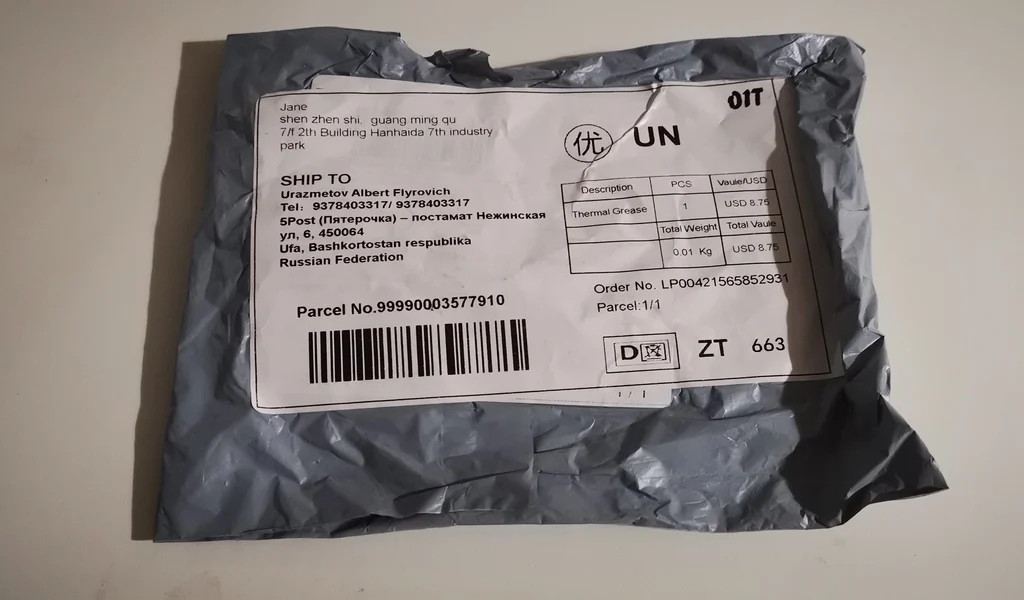 Jane
shen zhen shi, guang ming qu
7/f 2th Building Hanhaida 7th industry
park
SHIP TO
Urazmetov Albert Flyrovich
Tel: 9378403317/ 9378403317
5Post (Пятерочка) – постамат Нежинская
ул, 6, 450064
Ufa, Bashkortostan respublika
Russian Federation
Parcel No.99990003577910
01T
优 UN
Description PCS Vaule/USD
Thermal Grease 1 USD 8.75
Total Weight Total Vaule
0.01 Kg USD 8.75
Order No. LP00421565852931
Parcel:1/1
D ZT 663
1/1